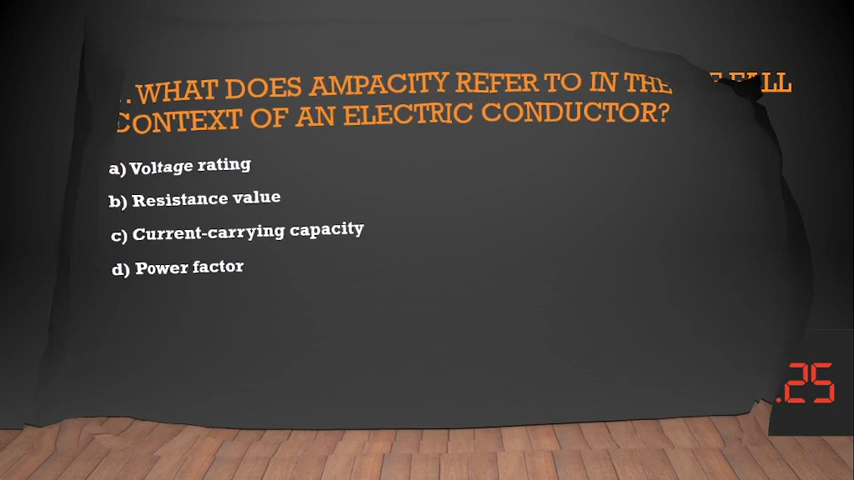 . WHAT DOES AMPACITY REFER TO IN THE FALL
CONTEXT OF AN ELECTRIC CONDUCTOR?
a) Voltage rating
b) Resistance value
c) Current-carrying capacity
d) Power factor
.25